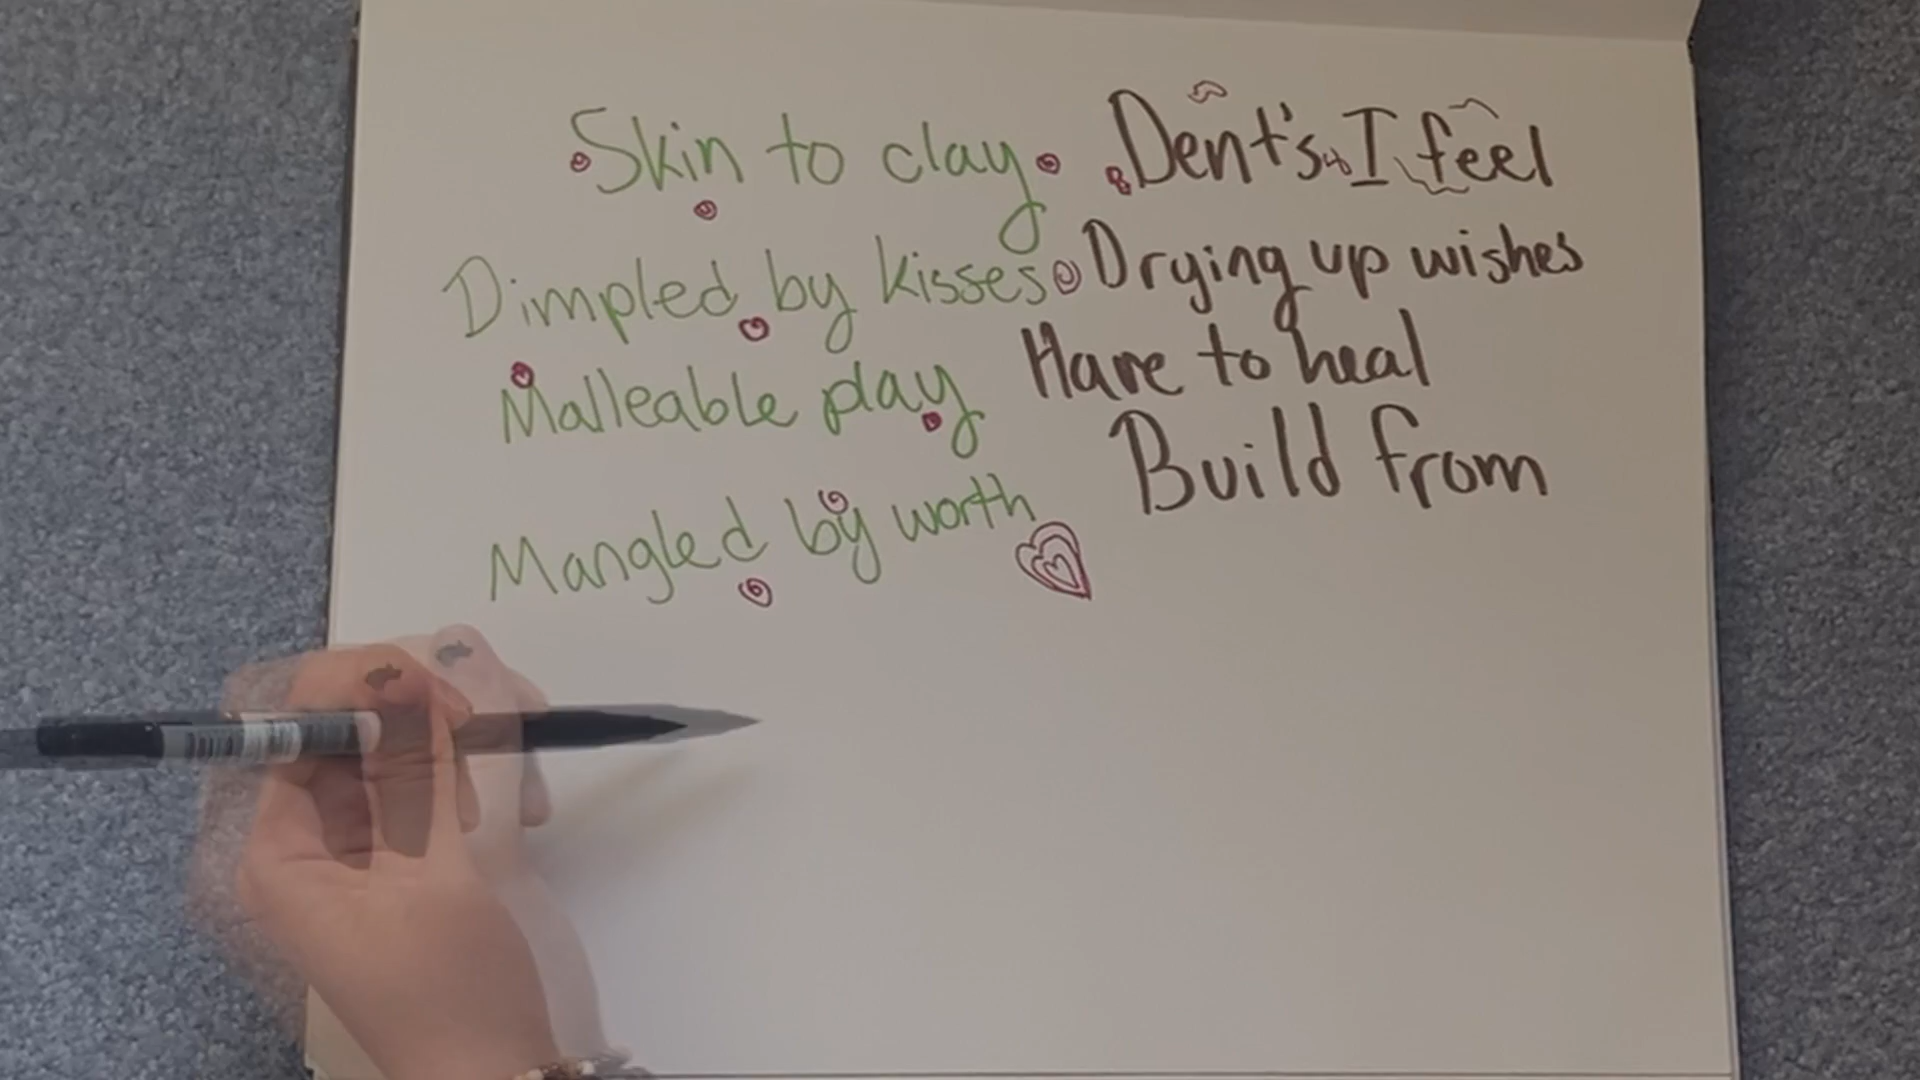 Skin to clay
Dimpled by kisses
Malleable play
Mangled by worth
Dent's I feel
Drying up wishes
Have to heal
Build from